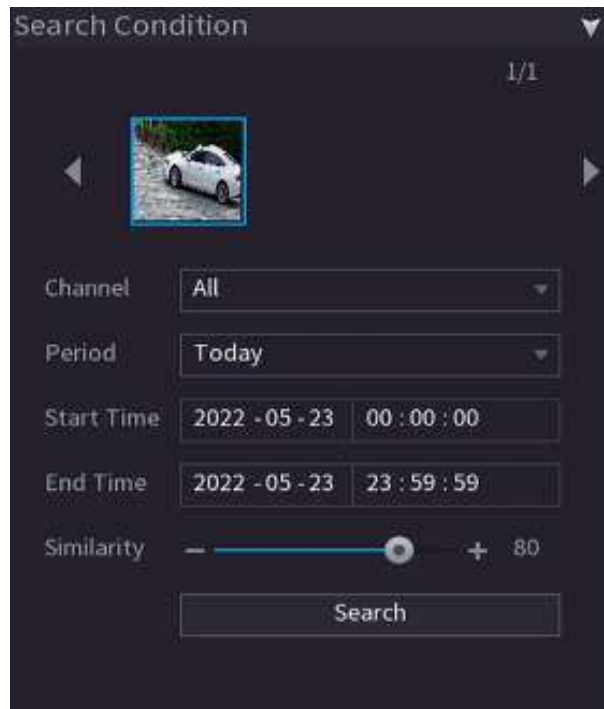 Search Condition
1/1
Channel All
Period Today
Start Time 2022 -05 -23 00 : 00 : 00
End Time 2022 -05 -23 23 : 59 : 59
Similarity 80
Search